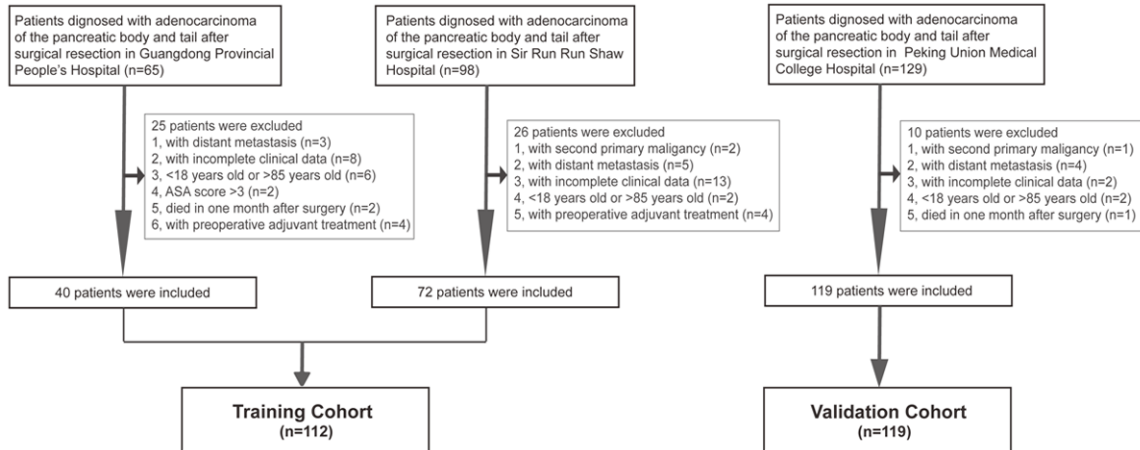 Patients dignosed with adenocarcinoma
of the pancreatic body and tail after
surgical resection in Guangdong Provincial
People's Hospital (n=65)
Patients dignosed with adenocarcinoma
of the pancreatic body and tail after
surgical resection in Sir Run Run Shaw
Hospital (n=98)
Patients dignosed with adenocarcinoma
of the pancreatic body and tail after
surgical resection in Peking Union Medical
College Hospital (n=129)
25 patients were excluded
1, with distant metastasis (n=3)
2, with incomplete clinical data (n=8)
3, <18 years old or >85 years old (n=6)
4, ASA score >3 (n=2)
5, died in one month after surgery (n=2)
6, with preoperative adjuvant treatment (n=4)
26 patients were excluded
1, with second primary maligancy (n=2)
2, with distant metastasis (n=5)
3, with incomplete clinical data (n=13)
4, <18 years old or >85 years old (n=2)
5, with preoperative adjuvant treatment (n=4)
10 patients were excluded
1, with second primary maligancy (n=1)
2, with distant metastasis (n=4)
3, with incomplete clinical data (n=2)
4, <18 years old or >85 years old (n=2)
5, died in one month after surgery (n=1)
40 patients were included
72 patients were included
119 patients were included
Training Cohort
(n=112)
Validation Cohort
(n=119)